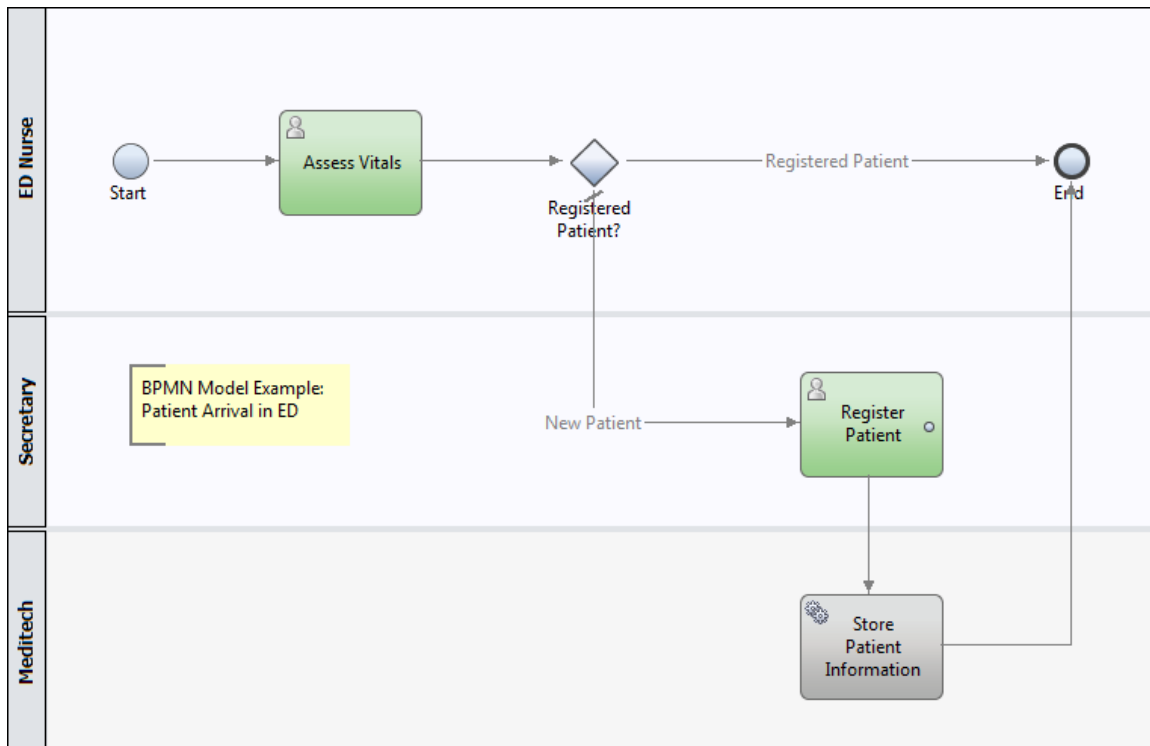 ED Nurse
Start
Assess Vitals
Registered
Patient?
Registered Patient
End
Secretary
BPMN Model Example:
Patient Arrival in ED
New Patient
Register
Patient
Meditech
Store
Patient
Information